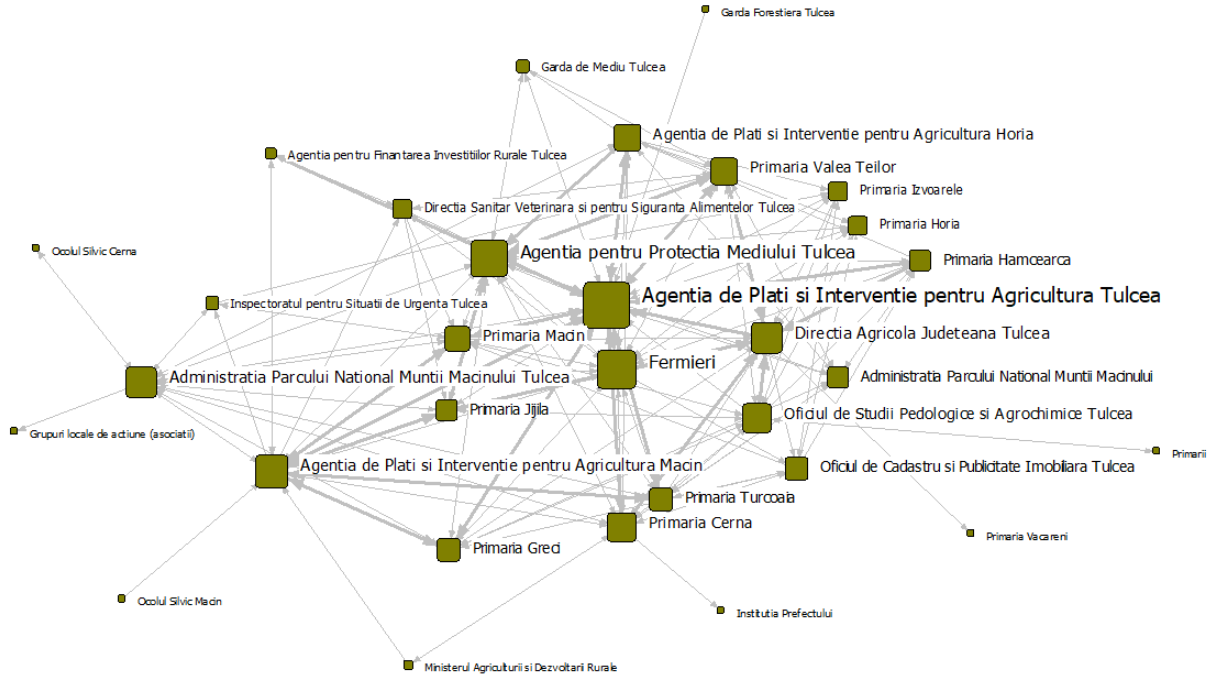 Garda Forestiera Tulcea
Garda de Mediu Tulcea
Agentia de Plati si Interventie pentru Agricultura Horia
Agentia pentru Finantarea Investitiilor Rurale Tulcea
Primaria Valea Teilor
Primaria Izvoarele
Directia Sanitar Veterinara si pentru Siguranta Alimentelor Tulcea
Primaria Horia
Ocolul Silvic Cerna
Agentia pentru Protectia Mediului Tulcea
Primaria Hamcearca
Agentia de Plati si Interventie pentru Agricultura Tulcea
Inspectoratul pentru Situatii de Urgenta Tulcea
Primaria Macin
Directia Agricola Judeteana Tulcea
Fermieri
Administratia Parcului National Muntii Macinului Tulcea
Administratia Parcului National Muntii Macinului
Primaria Jijila
Oficiul de Studii Pedologice si Agrochimice Tulcea
Grupuri locale de actiune (asociatii)
Primarii
Agentia de Plati si Interventie pentru Agricultura Macin
Oficiul de Cadastru si Publicitate Imobiliara Tulcea
Primaria Turcoaia
Primaria Cerna
Primaria Vacareni
Primaria Greci
Ocolul Silvic Macin
Institutia Prefectului
Ministerul Agriculturii si Dezvoltarii Rurale